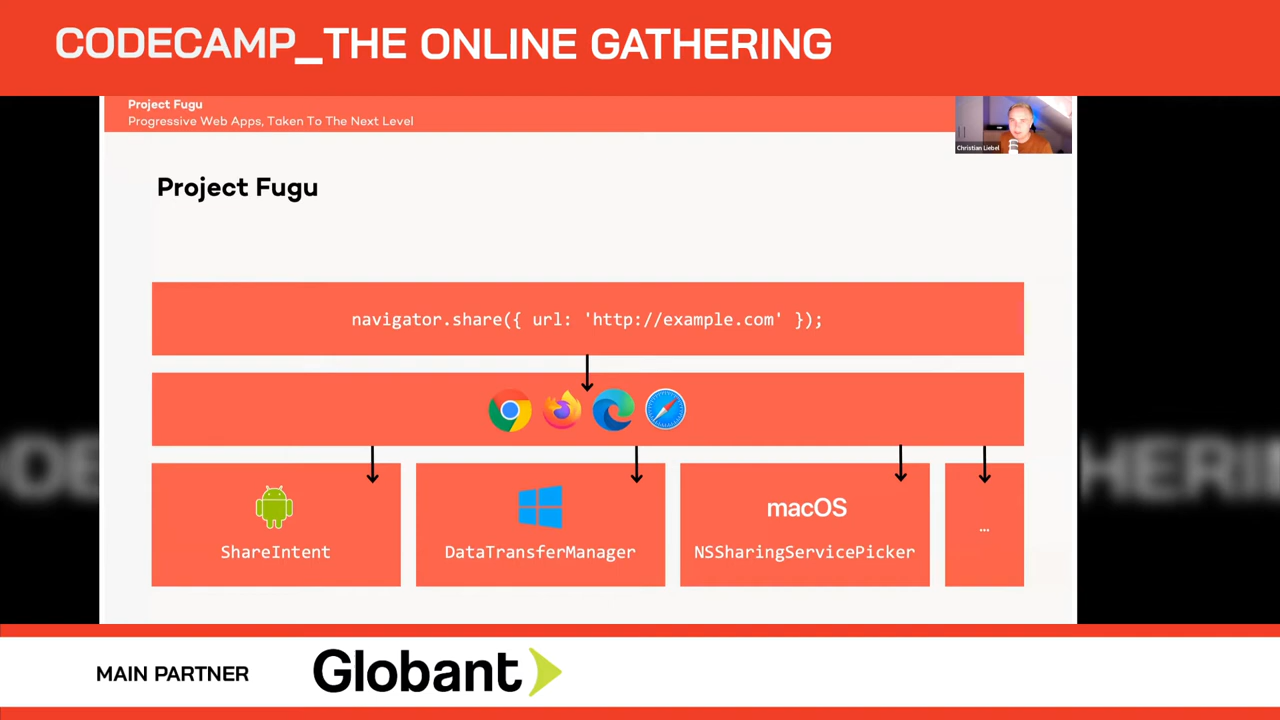 CODECAMP_THE ONLINE GATHERING
Project Fugu
Progressive Web Apps, Taken To The Next Level
Christian Liebel
Project Fugu
navigator.share({ url: 'http://example.com' });
ShareIntent
DataTransferManager
macOS
NSSharingServicePicker
...
MAIN PARTNER
Globant